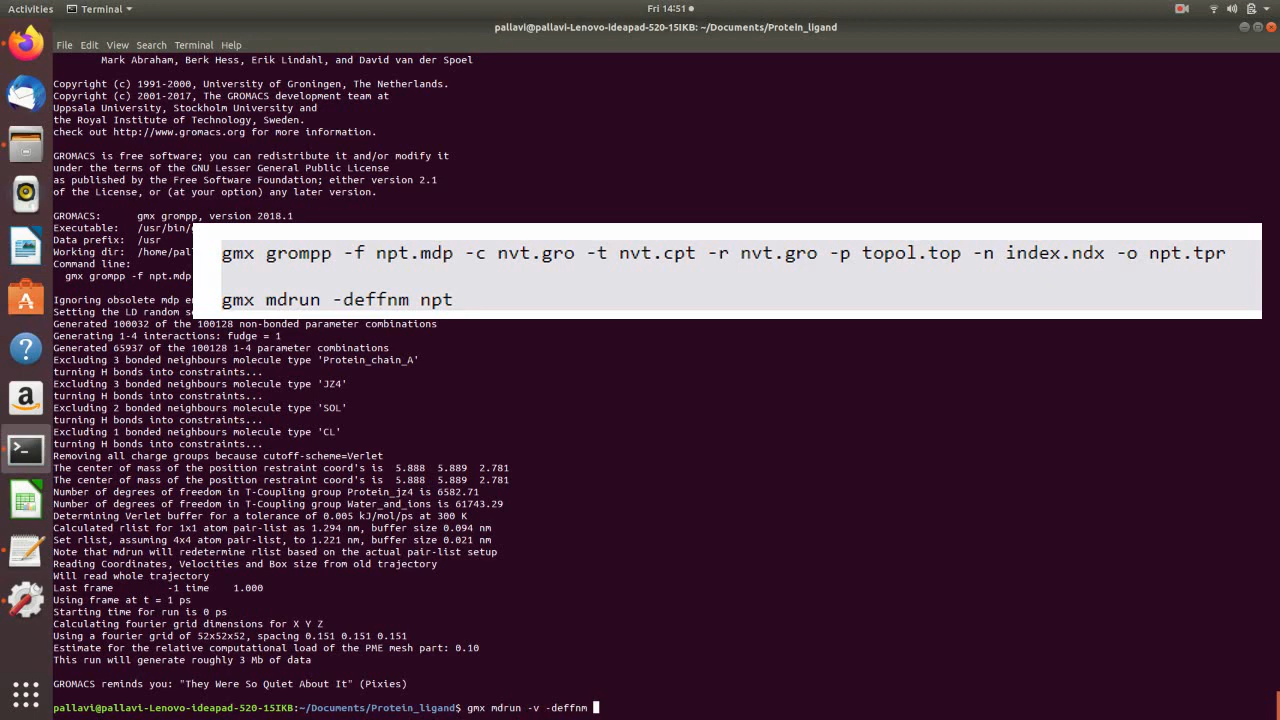 Activities
Terminal
Fri 14:51
pallavi@pallavi-Lenovo-ideapad-520-15IKB: ~/Documents/Protein_ligand
File Edit View Search Terminal Help
Mark Abraham, Berk Hess, Erik Lindahl, and David van der Spoel
Copyright (c) 1991-2000, University of Groningen, The Netherlands.
Copyright (c) 2001-2017, The GROMACS development team at
Uppsala University, Stockholm University and
the Royal Institute of Technology, Sweden.
check out http://www.gromacs.org for more information.
GROMACS is free software; you can redistribute it and/or modify it
under the terms of the GNU Lesser General Public License
as published by the Free Software Foundation; either version 2.1
of the License, or (at your option) any later version.
GROMACS: gmx grompp, version 2018.1
Executable: /usr/bin/
Data prefix: /usr
Working dir: /home/pal
Command line:
gmx grompp -f npt.mdp
gmx grompp -f npt.mdp -c nvt.gro -t nvt.cpt -r nvt.gro -p topol.top -n index.ndx -o npt.tpr
gmx mdrun -deffnm npt
Ignoring obsolete mdp en
Setting the LD random se
Generated 100032 of the 100128 non-bonded parameter combinations
Generating 1-4 interactions: fudge = 1
Generated 65937 of the 100128 1-4 parameter combinations
Excluding 3 bonded neighbours molecule type 'Protein_chain_A'
turning H bonds into constraints...
Excluding 3 bonded neighbours molecule type 'JZ4'
turning H bonds into constraints...
Excluding 2 bonded neighbours molecule type 'SOL'
turning H bonds into constraints...
Excluding 1 bonded neighbours molecule type 'CL'
turning H bonds into constraints...
Removing all charge groups because cutoff-scheme=Verlet
The center of mass of the position restraint coord's is 5.888 5.889 2.781
The center of mass of the position restraint coord's is 5.888 5.889 2.781
Number of degrees of freedom in T-Coupling group Protein_jz4 is 6582.71
Number of degrees of freedom in T-Coupling group Water_and_ions is 61743.29
Determining Verlet buffer for a tolerance of 0.005 kJ/mol/ps at 300 K
Calculated rlist for 1x1 atom pair-list as 1.294 nm, buffer size 0.094 nm
Set rlist, assuming 4x4 atom pair-list, to 1.221 nm, buffer size 0.021 nm
Note that mdrun will redetermine rlist based on the actual pair-list setup
Reading Coordinates, Velocities and Box size from old trajectory
Will read whole trajectory
Last frame -1 time 1.000
Using frame at t = 1 ps
Starting time for run is 0 ps
Calculating fourier grid dimensions for X Y Z
Using a fourier grid of 52x52x52, spacing 0.151 0.151 0.151
Estimate for the relative computational load of the PME mesh part: 0.10
This run will generate roughly 3 Mb of data
GROMACS reminds you: "They Were So Quiet About It" (Pixies)
pallavi@pallavi-Lenovo-ideapad-520-15IKB:~/Documents/Protein_ligand$ gmx mdrun -v -deffnm